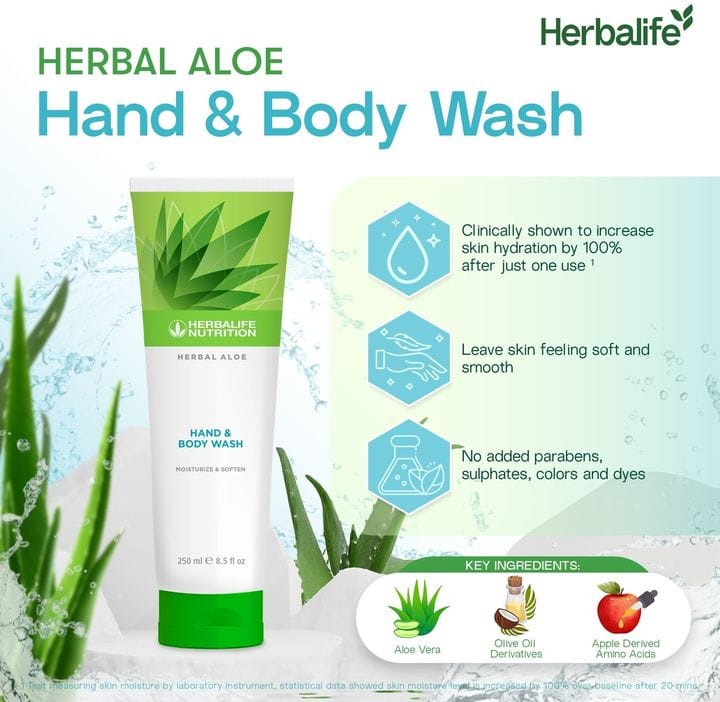 Herbalife
HERBAL ALOE
Hand & Body Wash
HERBALIFE
NUTRITION
HERBAL ALOE
HAND &
BODY WASH
MOISTURIZE & SOFTEN
250 ml ℮ 8.5 fl oz
Clinically shown to increase
skin hydration by 100%
after just one use ¹
Leave skin feeling soft and
smooth
No added parabens,
sulphates, colors and dyes
KEY INGREDIENTS:
Aloe Vera
Olive Oil
Derivatives
Apple Derived
Amino Acids
¹ Test measuring skin moisture by laboratory instrument, statistical data showed skin moisture level is increased by 100% over baseline after 20 mins